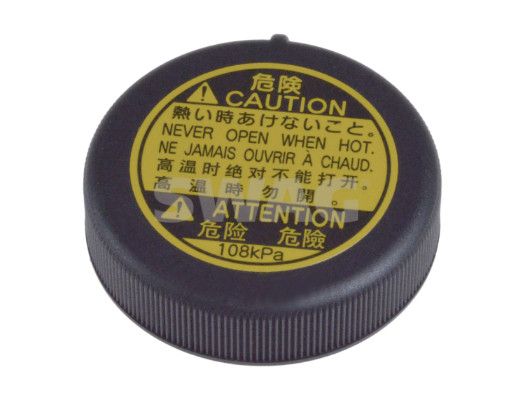 危険
CAUTION
熱い時あけないこと。
NEVER OPEN WHEN HOT.
NE JAMAIS OUVRIR À CHAUD.
高温时绝对不能打开。
高温時勿開。
ATTENTION
危险 危險
108kPa
SWAG